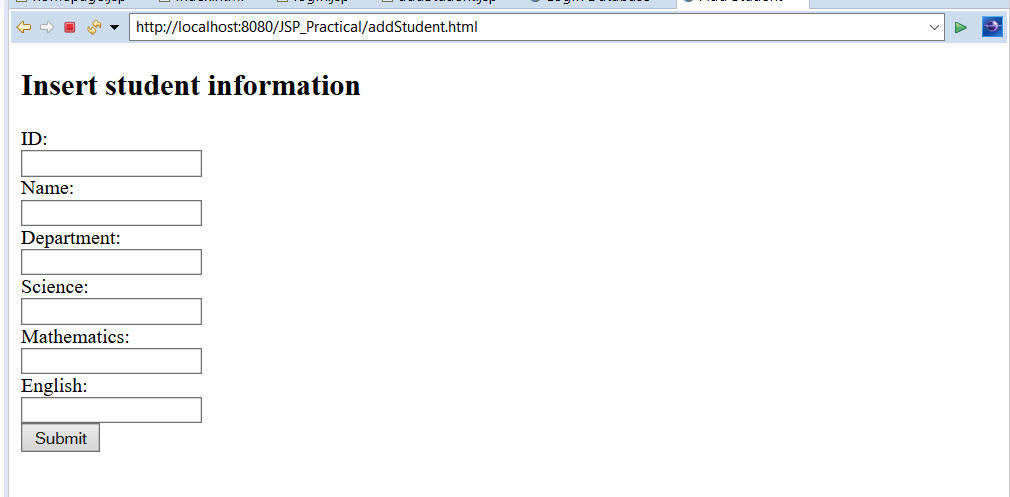 http://localhost:8080/JSP_Practical/addStudent.html
Insert student information
ID:
Name:
Department:
Science:
Mathematics:
English:
Submit